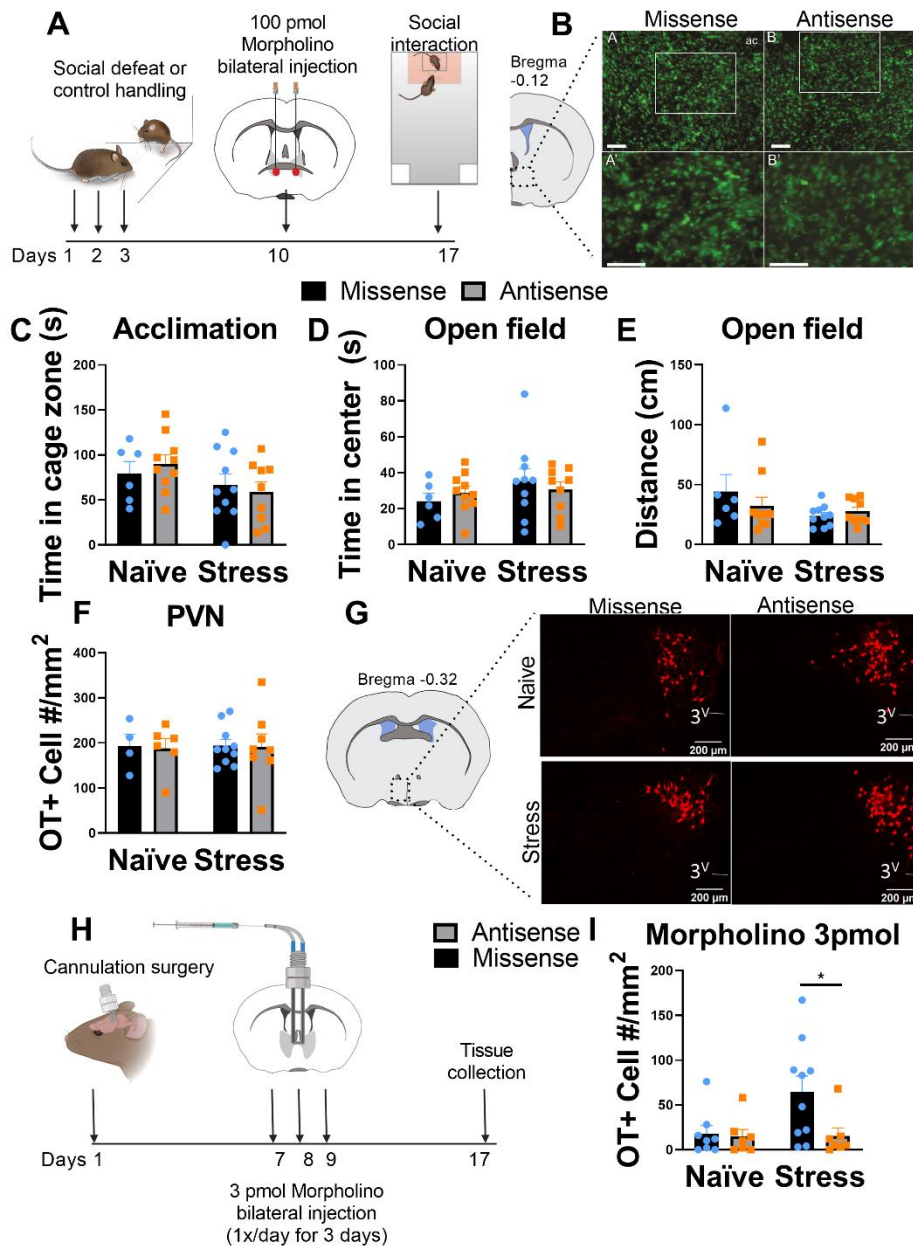 A
Social defeat or
control handling
100 pmol
Morpholino
bilateral injection
Social
interaction
Days 1 2 3 10 17
B
Missense Antisense
Bregma
-0.12
A ac B
A' B'
Missense Antisense
C Acclimation
Time in cage zone (s)
200
150
100
50
0
Naïve Stress
D Open field
Time in center (s)
100
80
60
40
20
0
Naïve Stress
E Open field
Distance (cm)
150
100
50
0
Naïve Stress
F PVN
OT+ Cell #/mm²
400
300
200
100
0
Naïve Stress
G
Missense Antisense
Bregma -0.32
Naive
3V 3V
200 µm 200 µm
Stress
3V 3V
200 µm 200 µm
H
Cannulation surgery
Tissue
collection
Days 1 7 8 9 17
3 pmol Morpholino
bilateral injection
(1x/day for 3 days)
Antisense
Missense
I Morpholino 3pmol
OT+ Cell #/mm²
200
150
100
50
0
*
Naïve Stress